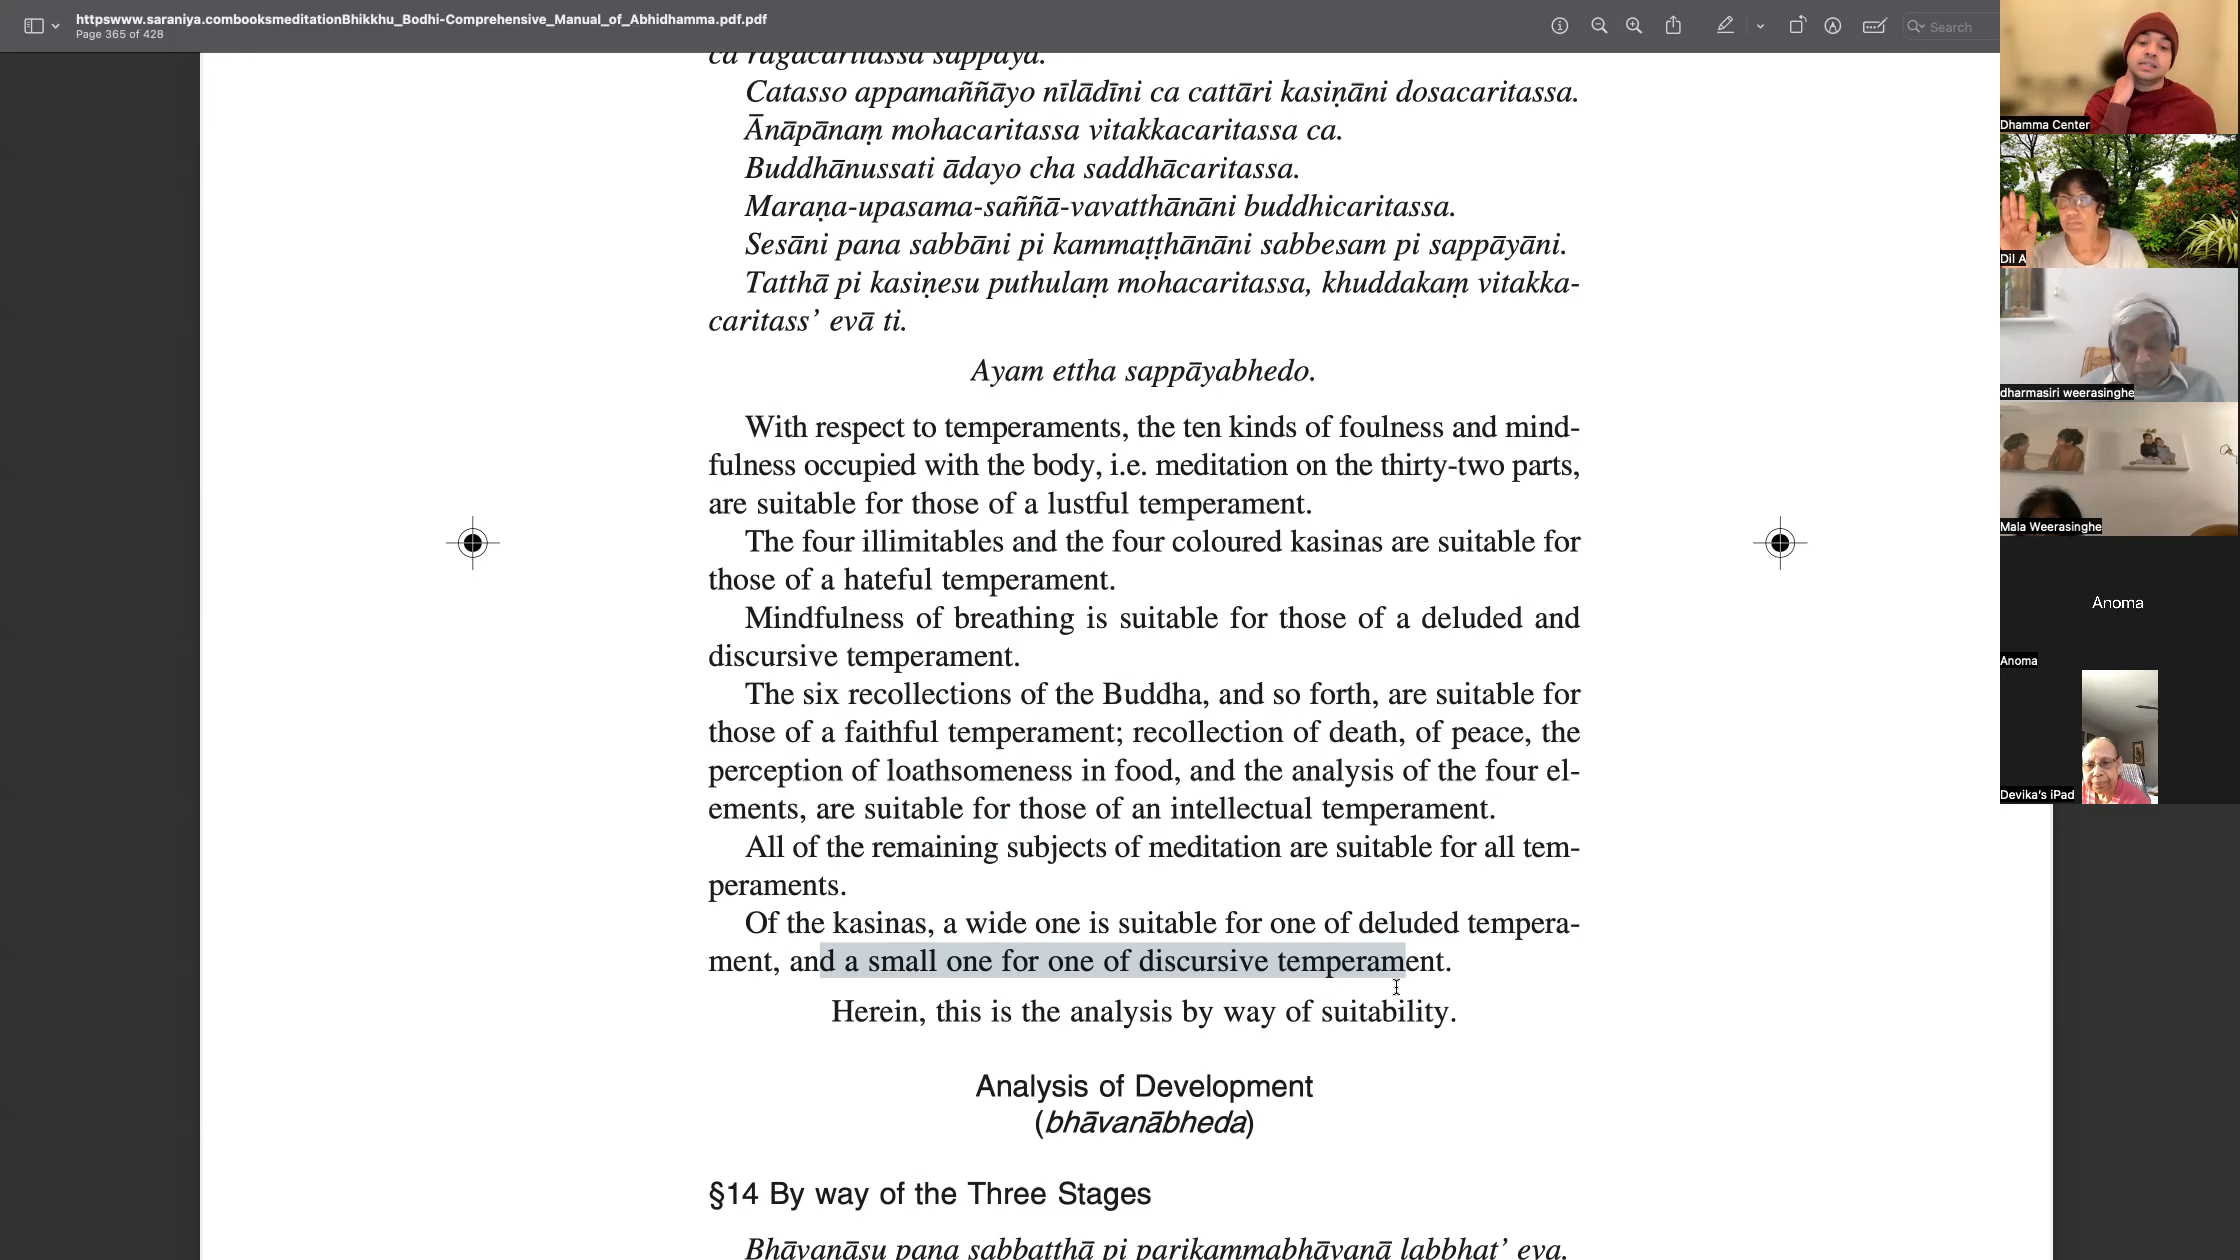 httpswww.saraniya.combooksmeditationBhikkhu_Bodhi-Comprehensive_Manual_of_Abhidhamma.pdf.pdf
Page 365 of 428
Search
ca rāgacaritassa sappāyā.
Catasso appamaññāyo nīlādīni ca cattāri kasiṇāni dosacaritassa.
Ānāpānaṃ mohacaritassa vitakkacaritassa ca.
Buddhānussati ādayo cha saddhācaritassa.
Maraṇa-upasama-saññā-vavatthānāni buddhicaritassa.
Sesāni pana sabbāni pi kammaṭṭhānāni sabbesam pi sappāyāni.
Tatthā pi kasiṇesu puthulaṃ mohacaritassa, khuddakaṃ vitakka-
caritass’ evā ti.
Ayam ettha sappāyabhedo.
With respect to temperaments, the ten kinds of foulness and mind-
fulness occupied with the body, i.e. meditation on the thirty-two parts,
are suitable for those of a lustful temperament.
The four illimitables and the four coloured kasinas are suitable for
those of a hateful temperament.
Mindfulness of breathing is suitable for those of a deluded and
discursive temperament.
The six recollections of the Buddha, and so forth, are suitable for
those of a faithful temperament; recollection of death, of peace, the
perception of loathsomeness in food, and the analysis of the four el-
ements, are suitable for those of an intellectual temperament.
All of the remaining subjects of meditation are suitable for all tem-
peraments.
Of the kasinas, a wide one is suitable for one of deluded tempera-
ment, and a small one for one of discursive temperament.
Herein, this is the analysis by way of suitability.
Analysis of Development
(bhāvanābheda)
§14 By way of the Three Stages
Bhāvanāsu pana sabbatthā pi parikammabhāvanā labbhat’ eva.
Dhamma Center
Dil A
dharmasiri weerasinghe
Mala Weerasinghe
Anoma
Anoma
Devika's iPad